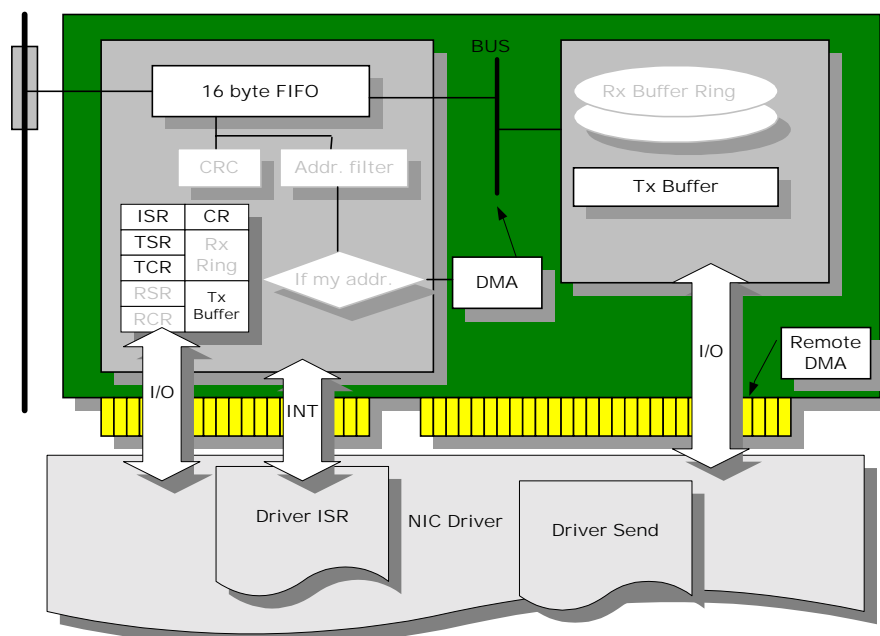 BUS
16 byte FIFO
Rx Buffer Ring
CRC
Addr. filter
Tx Buffer
ISR
CR
TSR
Rx
Ring
TCR
RSR
Tx
Buffer
RCR
If my addr.
DMA
I/O
INT
I/O
Remote
DMA
Driver ISR
NIC Driver
Driver Send